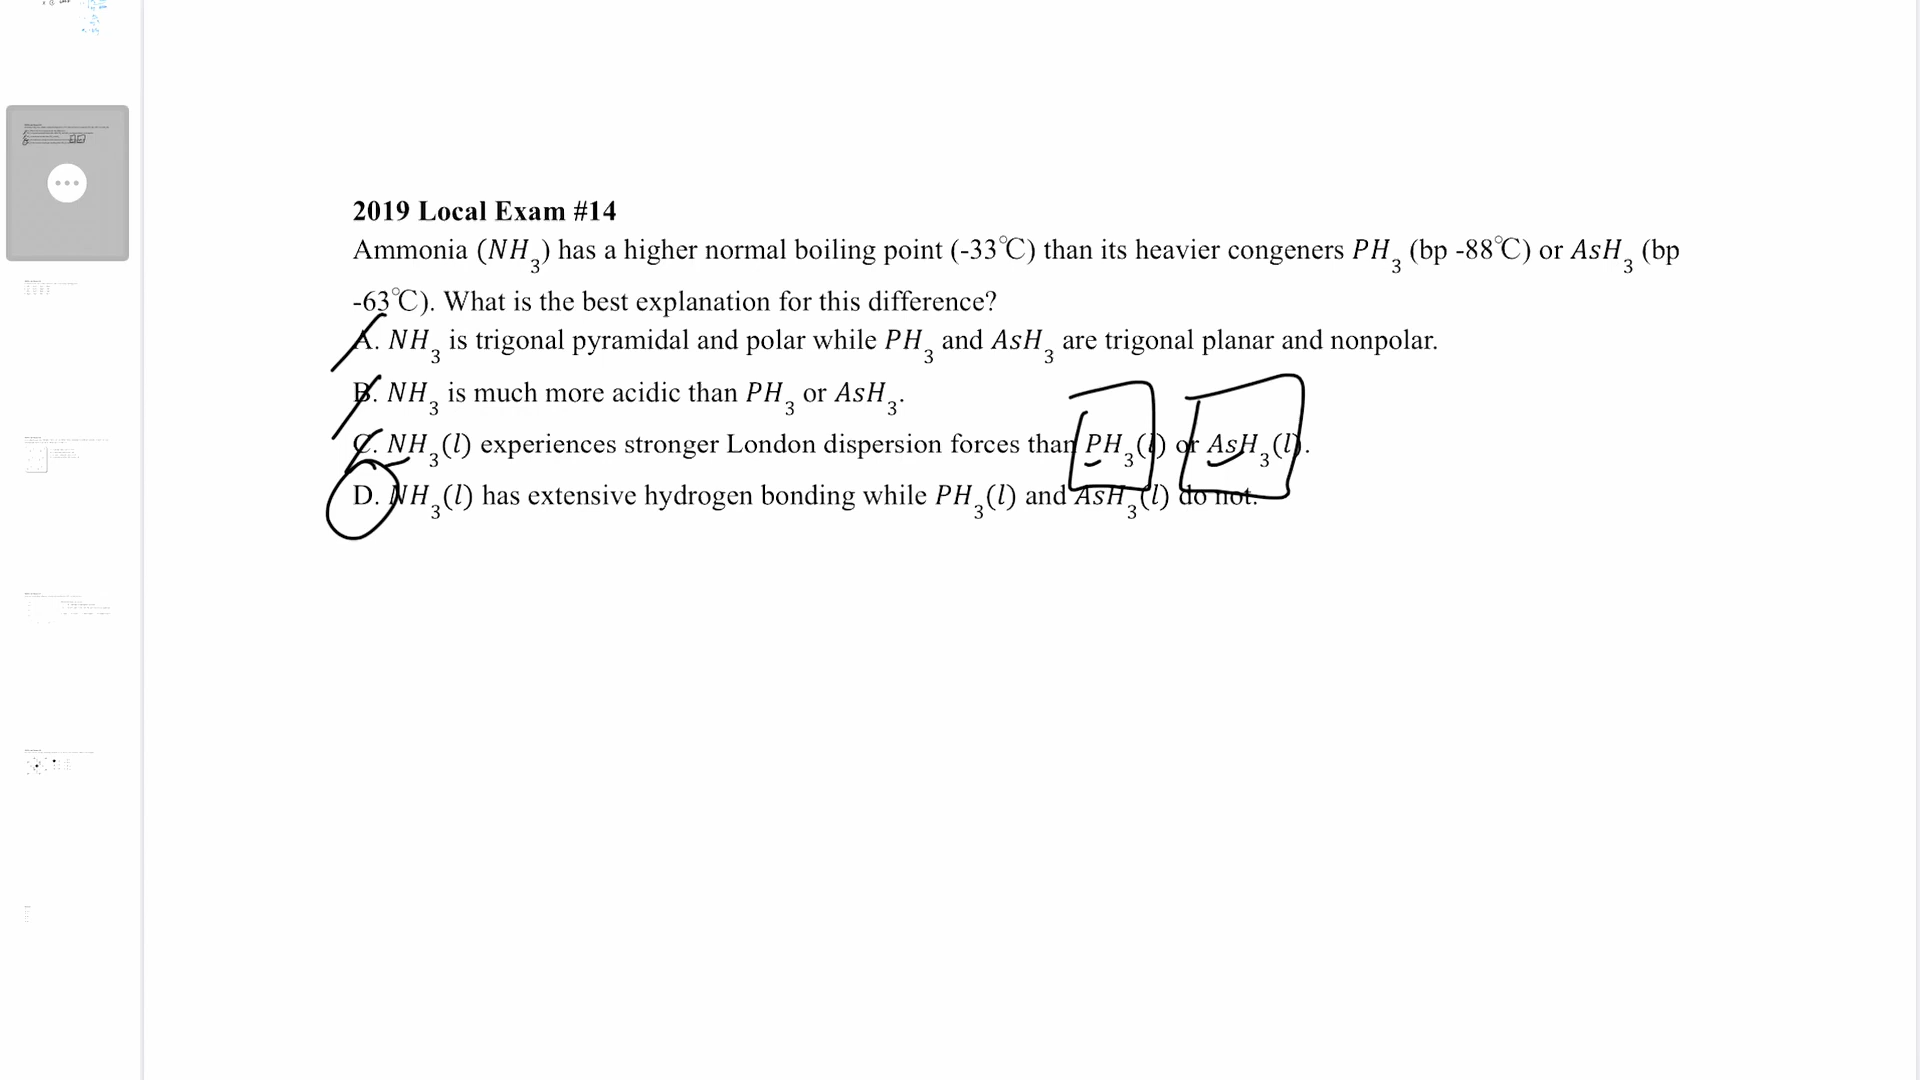 2019 Local Exam #14
Ammonia (NH3) has a higher normal boiling point (-33℃) than its heavier congeners PH3 (bp -88℃) or AsH3 (bp
-63℃). What is the best explanation for this difference?
A. NH3 is trigonal pyramidal and polar while PH3 and AsH3 are trigonal planar and nonpolar.
B. NH3 is much more acidic than PH3 or AsH3.
C. NH3(l) experiences stronger London dispersion forces than PH3(l) or AsH3(l).
D. NH3(l) has extensive hydrogen bonding while PH3(l) and AsH3(l) do not.